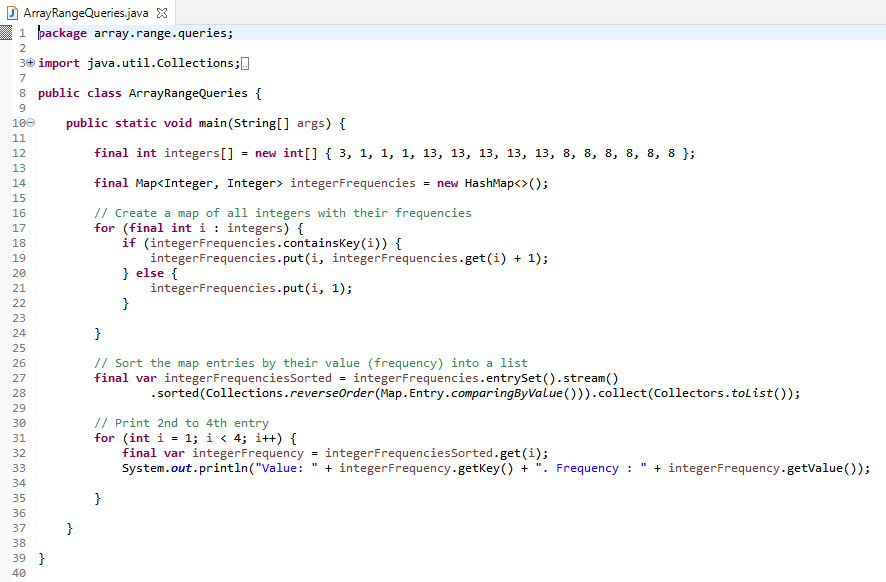 ArrayRangeQueries.java
1 package array.range.queries;
2
3 import java.util.Collections;
7
8 public class ArrayRangeQueries {
9
10     public static void main(String[] args) {
11
12         final int integers[] = new int[] { 3, 1, 1, 1, 13, 13, 13, 13, 13, 8, 8, 8, 8, 8, 8 };
13
14         final Map<Integer, Integer> integerFrequencies = new HashMap<>();
15
16         // Create a map of all integers with their frequencies
17         for (final int i : integers) {
18             if (integerFrequencies.containsKey(i)) {
19                 integerFrequencies.put(i, integerFrequencies.get(i) + 1);
20             } else {
21                 integerFrequencies.put(i, 1);
22             }
23
24         }
25
26         // Sort the map entries by their value (frequency) into a list
27         final var integerFrequenciesSorted = integerFrequencies.entrySet().stream()
28                 .sorted(Collections.reverseOrder(Map.Entry.comparingByValue())).collect(Collectors.toList());
29
30         // Print 2nd to 4th entry
31         for (int i = 1; i < 4; i++) {
32             final var integerFrequency = integerFrequenciesSorted.get(i);
33             System.out.println("Value: " + integerFrequency.getKey() + ". Frequency : " + integerFrequency.getValue());
34
35         }
36
37     }
38
39 }
40